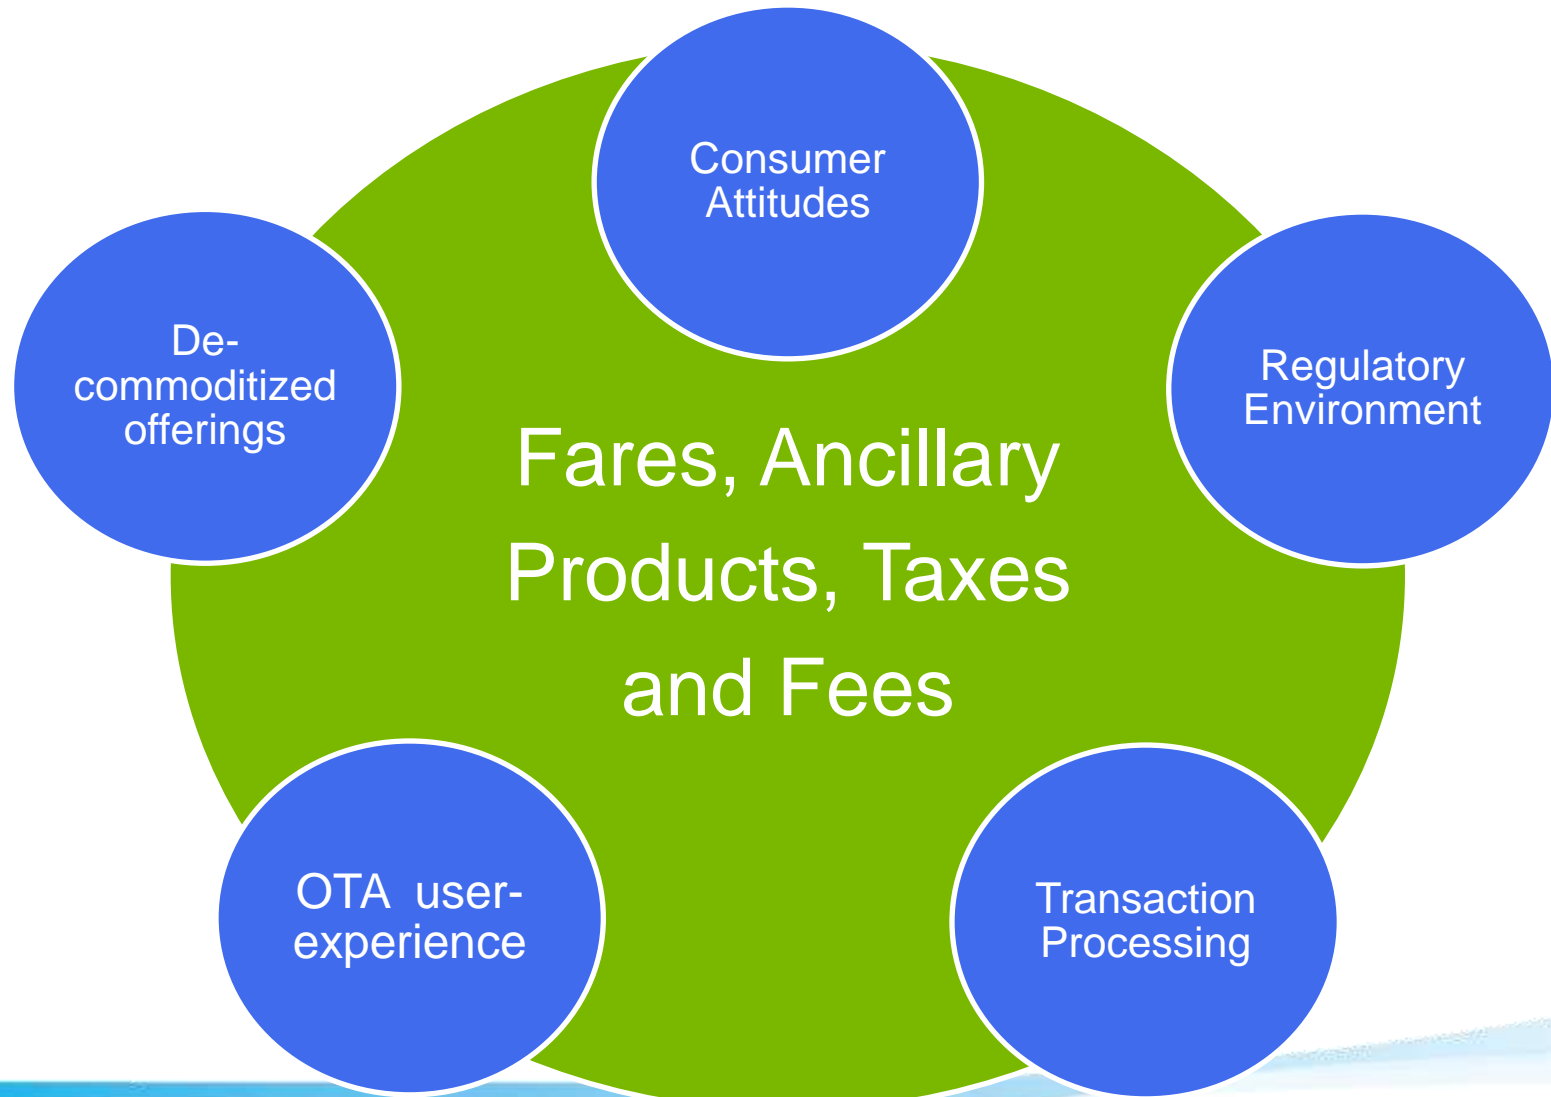 Consumer
Attitudes
De-
commoditized
offerings
Regulatory
Environment
Fares, Ancillary
Products, Taxes
and Fees
OTA  user-
experience
Transaction
Processing